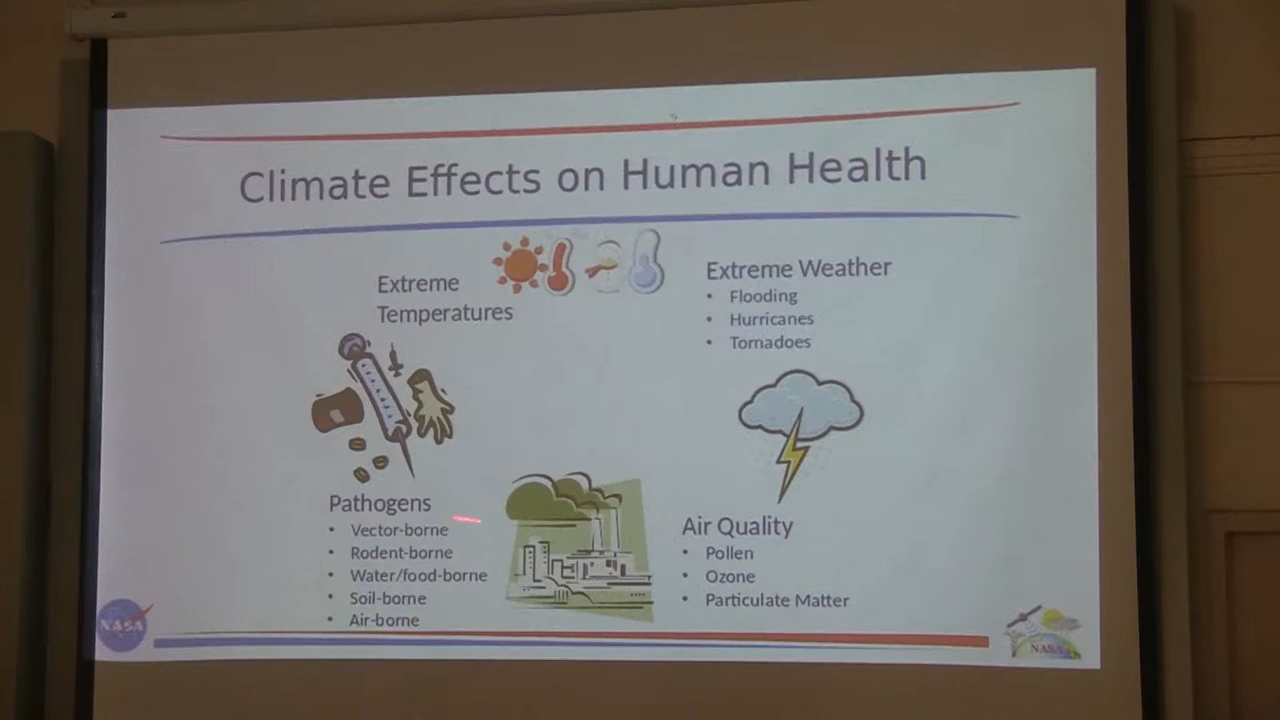 Climate Effects on Human Health
Extreme
Temperatures
Extreme Weather
• Flooding
• Hurricanes
• Tornadoes
Pathogens
• Vector-borne
• Rodent-borne
• Water/food-borne
• Soil-borne
• Air-borne
Air Quality
• Pollen
• Ozone
• Particulate Matter
NASA
NASA